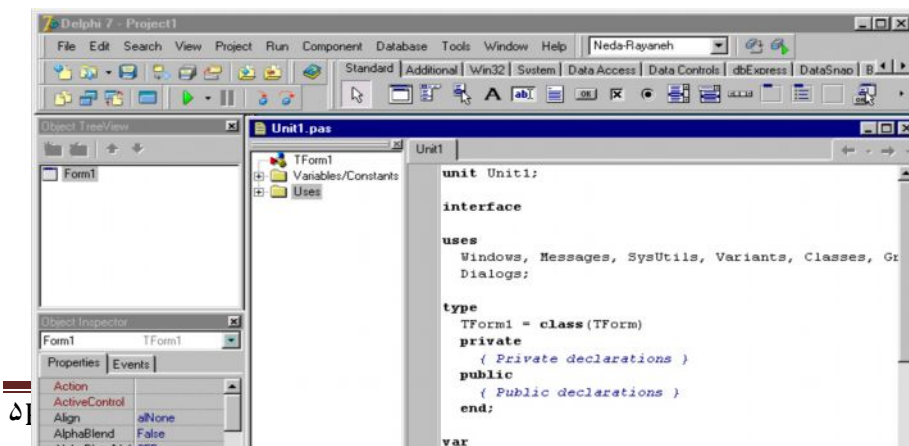 Delphi 7 - Project1
File Edit Search View Project Run Component Database Tools Window Help Neda-Rayaneh
Standard Additional Win32 System Data Access Data Controls dbExpress DataSnap B
Object TreeView
Form1
Unit1.pas
TForm1
Variables/Constants
Uses
Unit1
unit Unit1;
interface
uses
Windows, Messages, SysUtils, Variants, Classes, Gr
Dialogs;
type
TForm1 = class(TForm)
private
{ Private declarations }
public
{ Public declarations }
end;
var
Object Inspector
Form1 TForm1
Properties Events
Action
ActiveControl
Align alNone
AlphaBlend False